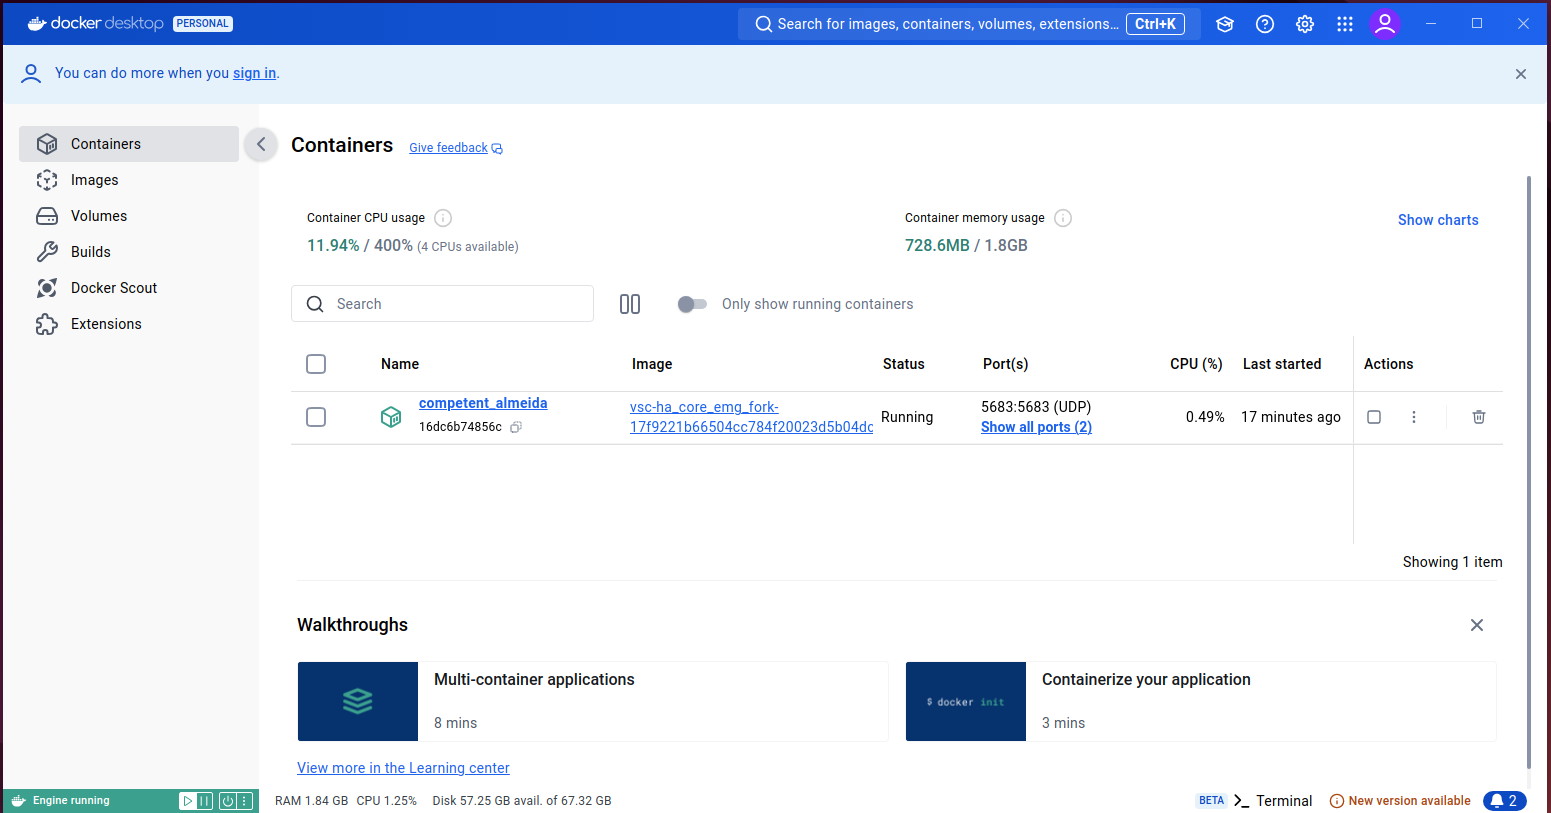 docker desktop PERSONAL
Search for images, containers, volumes, extensions... Ctrl+K
You can do more when you sign in.
Containers
Images
Volumes
Builds
Docker Scout
Extensions
Containers Give feedback
Container CPU usage
11.94% / 400% (4 CPUs available)
Container memory usage
728.6MB / 1.8GB
Show charts
Search
Only show running containers
Name Image Status Port(s) CPU (%) Last started Actions
competent_almeida
16dc6b74856c
vsc-ha_core_emg_fork-
17f9221b66504cc784f20023d5b04dc
Running
5683:5683 (UDP)
Show all ports (2)
0.49%
17 minutes ago
Showing 1 item
Walkthroughs
Multi-container applications
8 mins
$ docker init
Containerize your application
3 mins
View more in the Learning center
Engine running
RAM 1.84 GB CPU 1.25% Disk 57.25 GB avail. of 67.32 GB
BETA >_ Terminal
New version available
2